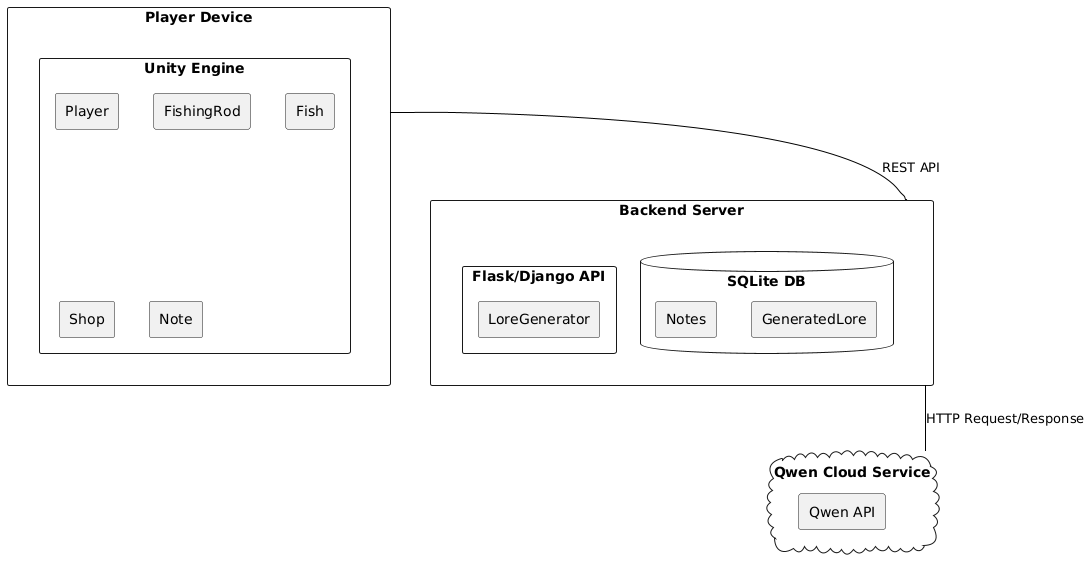 Player Device
Unity Engine
Player
FishingRod
Fish
REST API
Backend Server
Flask/Django API
LoreGenerator
SQLite DB
Notes
GeneratedLore
Shop
Note
HTTP Request/Response
Qwen Cloud Service
Qwen API